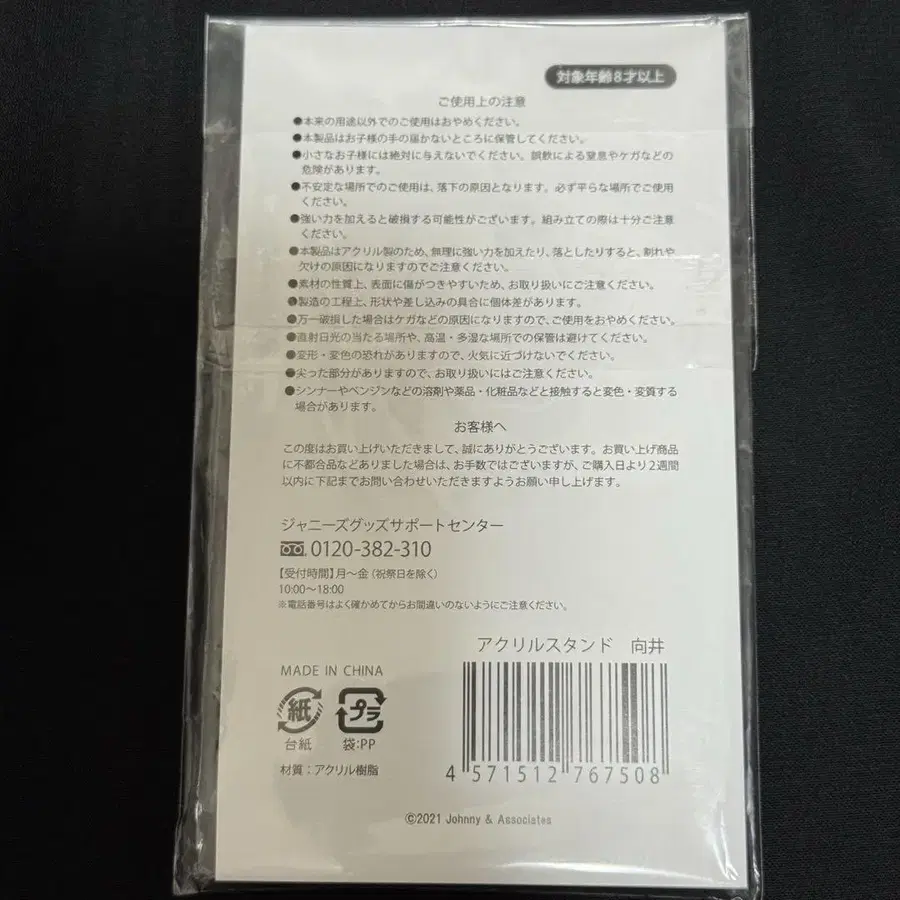 対象年齢8才以上
ご使用上の注意
●本来の用途以外でのご使用はおやめください。
●本製品はお子様の手の届かないところに保管してください。
●小さなお子様には絶対に与えないでください。誤飲による窒息やケガなどの
危険があります。
●不安定な場所でのご使用は、落下の原因となります。必ず平らな場所でご使用
ください。
●強い力を加えると破損する可能性がございます。組み立ての際は十分ご注意
ください。
●本製品はアクリル製のため、無理に強い力を加えたり、落としたりすると、割れや
欠けの原因になりますのでご注意ください。
●素材の性質上、表面に傷がつきやすいため、お取り扱いにご注意ください。
●製造の工程上、形状や差し込みの具合に個体差があります。
●万一破損した場合はケガなどの原因になりますので、ご使用をおやめください。
●直射日光の当たる場所や、高温・多湿な場所での保管は避けてください。
●変形・変色の恐れがありますので、火気に近づけないでください。
●尖った部分がありますので、お取り扱いにはご注意ください。
●シンナーやベンジンなどの溶剤や薬品・化粧品などと接触すると変色・変質する
場合があります。
お客様へ
この度はお買い上げいただきまして、誠にありがとうございます。お買い上げ商品
に不都合品などありました場合は、お手数ではございますが、ご購入日より2週間
以内に下記までお問い合わせいただきますようお願い申し上げます。
ジャニーズグッズサポートセンター
0120-382-310
【受付時間】月〜金（祝祭日を除く）
10:00〜18:00
※電話番号はよく確かめてからお間違いのないようにご注意ください。
アクリルスタンド 向井
MADE IN CHINA
紙 プラ
台紙 袋:PP
材質：アクリル樹脂
4 571512 767508
©2021 Johnny & Associates